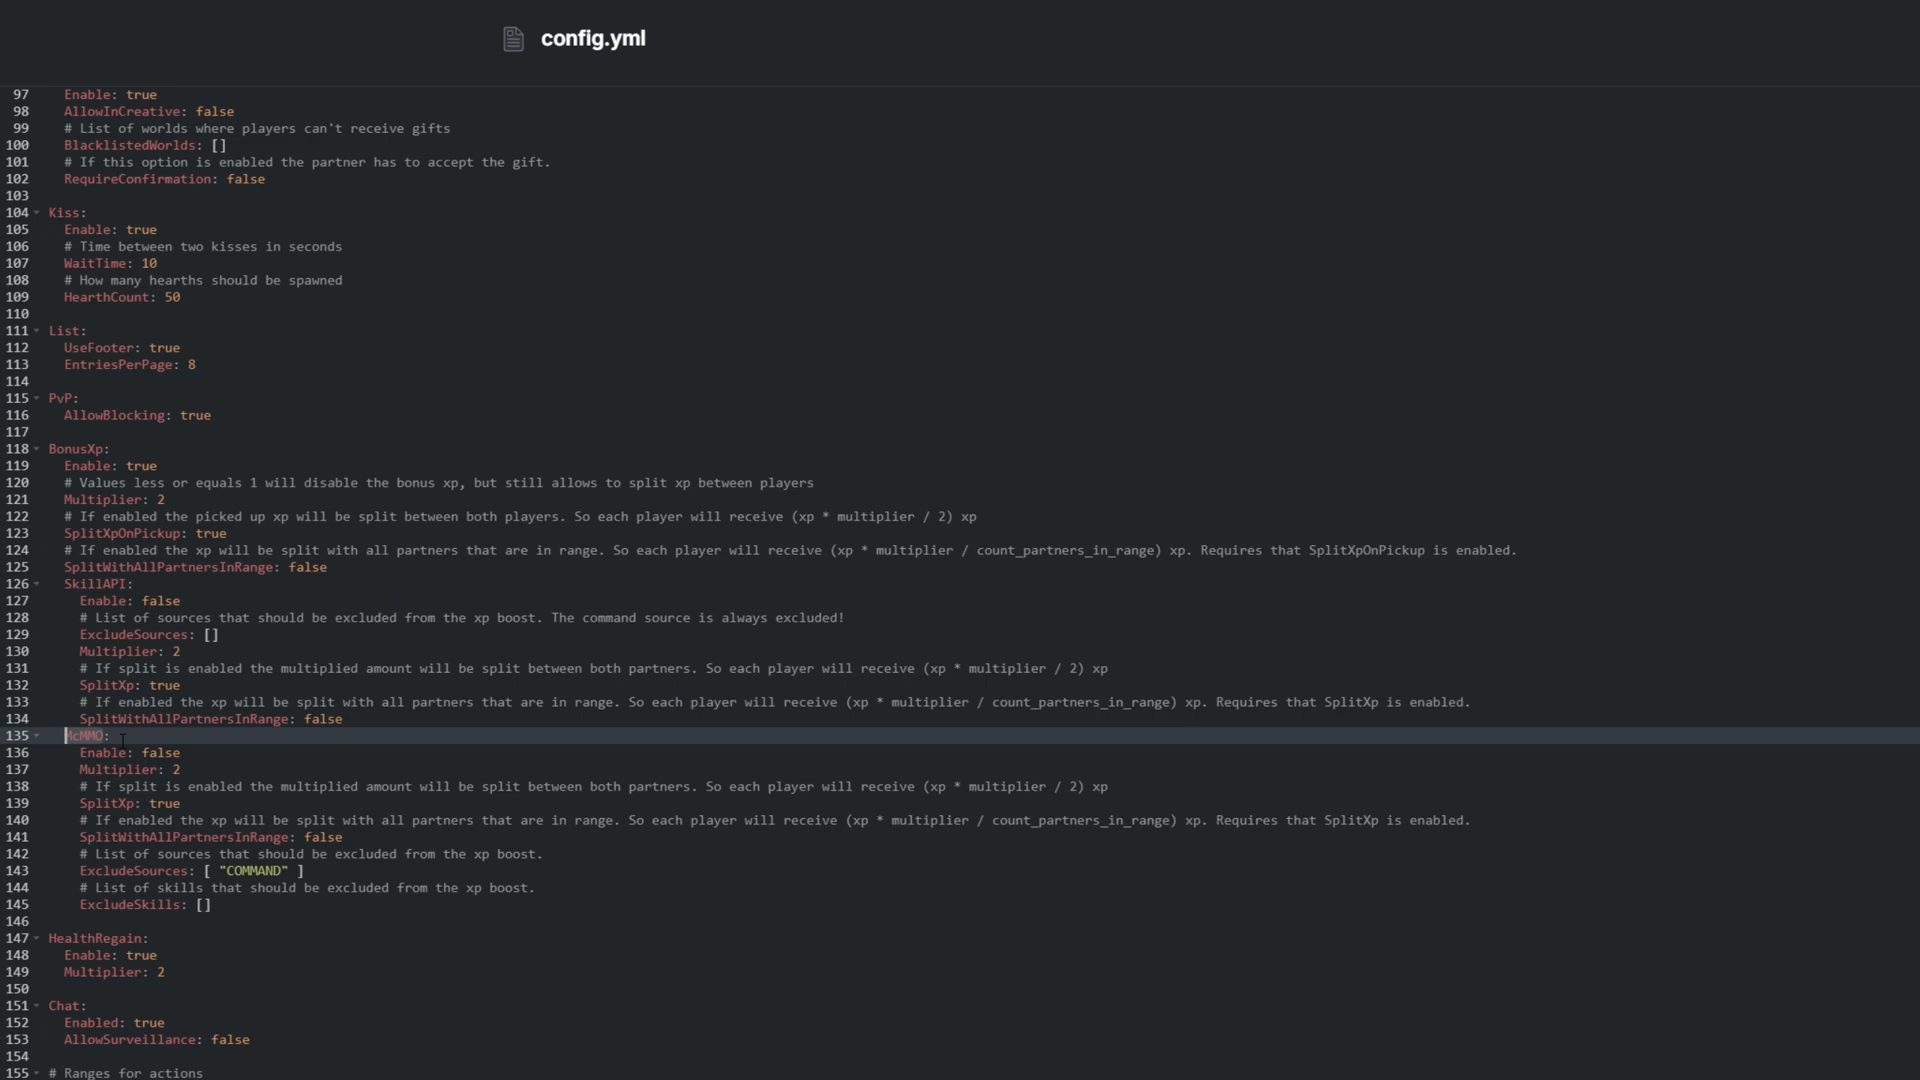 config.yml
97 Enable: true
98 AllowInCreative: false
99 # List of worlds where players can't receive gifts
100 BlacklistedWorlds: []
101 # If this option is enabled the partner has to accept the gift.
102 RequireConfirmation: false
103
104 Kiss:
105 Enable: true
106 # Time between two kisses in seconds
107 WaitTime: 10
108 # How many hearths should be spawned
109 HearthCount: 50
110
111 List:
112 UseFooter: true
113 EntriesPerPage: 8
114
115 PvP:
116 AllowBlocking: true
117
118 BonusXp:
119 Enable: true
120 # Values less or equals 1 will disable the bonus xp, but still allows to split xp between players
121 Multiplier: 2
122 # If enabled the picked up xp will be split between both players. So each player will receive (xp * multiplier / 2) xp
123 SplitXpOnPickup: true
124 # If enabled the xp will be split with all partners that are in range. So each player will receive (xp * multiplier / count_partners_in_range) xp. Requires that SplitXpOnPickup is enabled.
125 SplitWithAllPartnersInRange: false
126 SkillAPI:
127 Enable: false
128 # List of sources that should be excluded from the xp boost. The command source is always excluded!
129 ExcludeSources: []
130 Multiplier: 2
131 # If split is enabled the multiplied amount will be split between both partners. So each player will receive (xp * multiplier / 2) xp
132 SplitXp: true
133 # If enabled the xp will be split with all partners that are in range. So each player will receive (xp * multiplier / count_partners_in_range) xp. Requires that SplitXp is enabled.
134 SplitWithAllPartnersInRange: false
135 McMMO:
136 Enable: false
137 Multiplier: 2
138 # If split is enabled the multiplied amount will be split between both partners. So each player will receive (xp * multiplier / 2) xp
139 SplitXp: true
140 # If enabled the xp will be split with all partners that are in range. So each player will receive (xp * multiplier / count_partners_in_range) xp. Requires that SplitXp is enabled.
141 SplitWithAllPartnersInRange: false
142 # List of sources that should be excluded from the xp boost.
143 ExcludeSources: [ "COMMAND" ]
144 # List of skills that should be excluded from the xp boost.
145 ExcludeSkills: []
146
147 HealthRegain:
148 Enable: true
149 Multiplier: 2
150
151 Chat:
152 Enabled: true
153 AllowSurveillance: false
154
155 # Ranges for actions